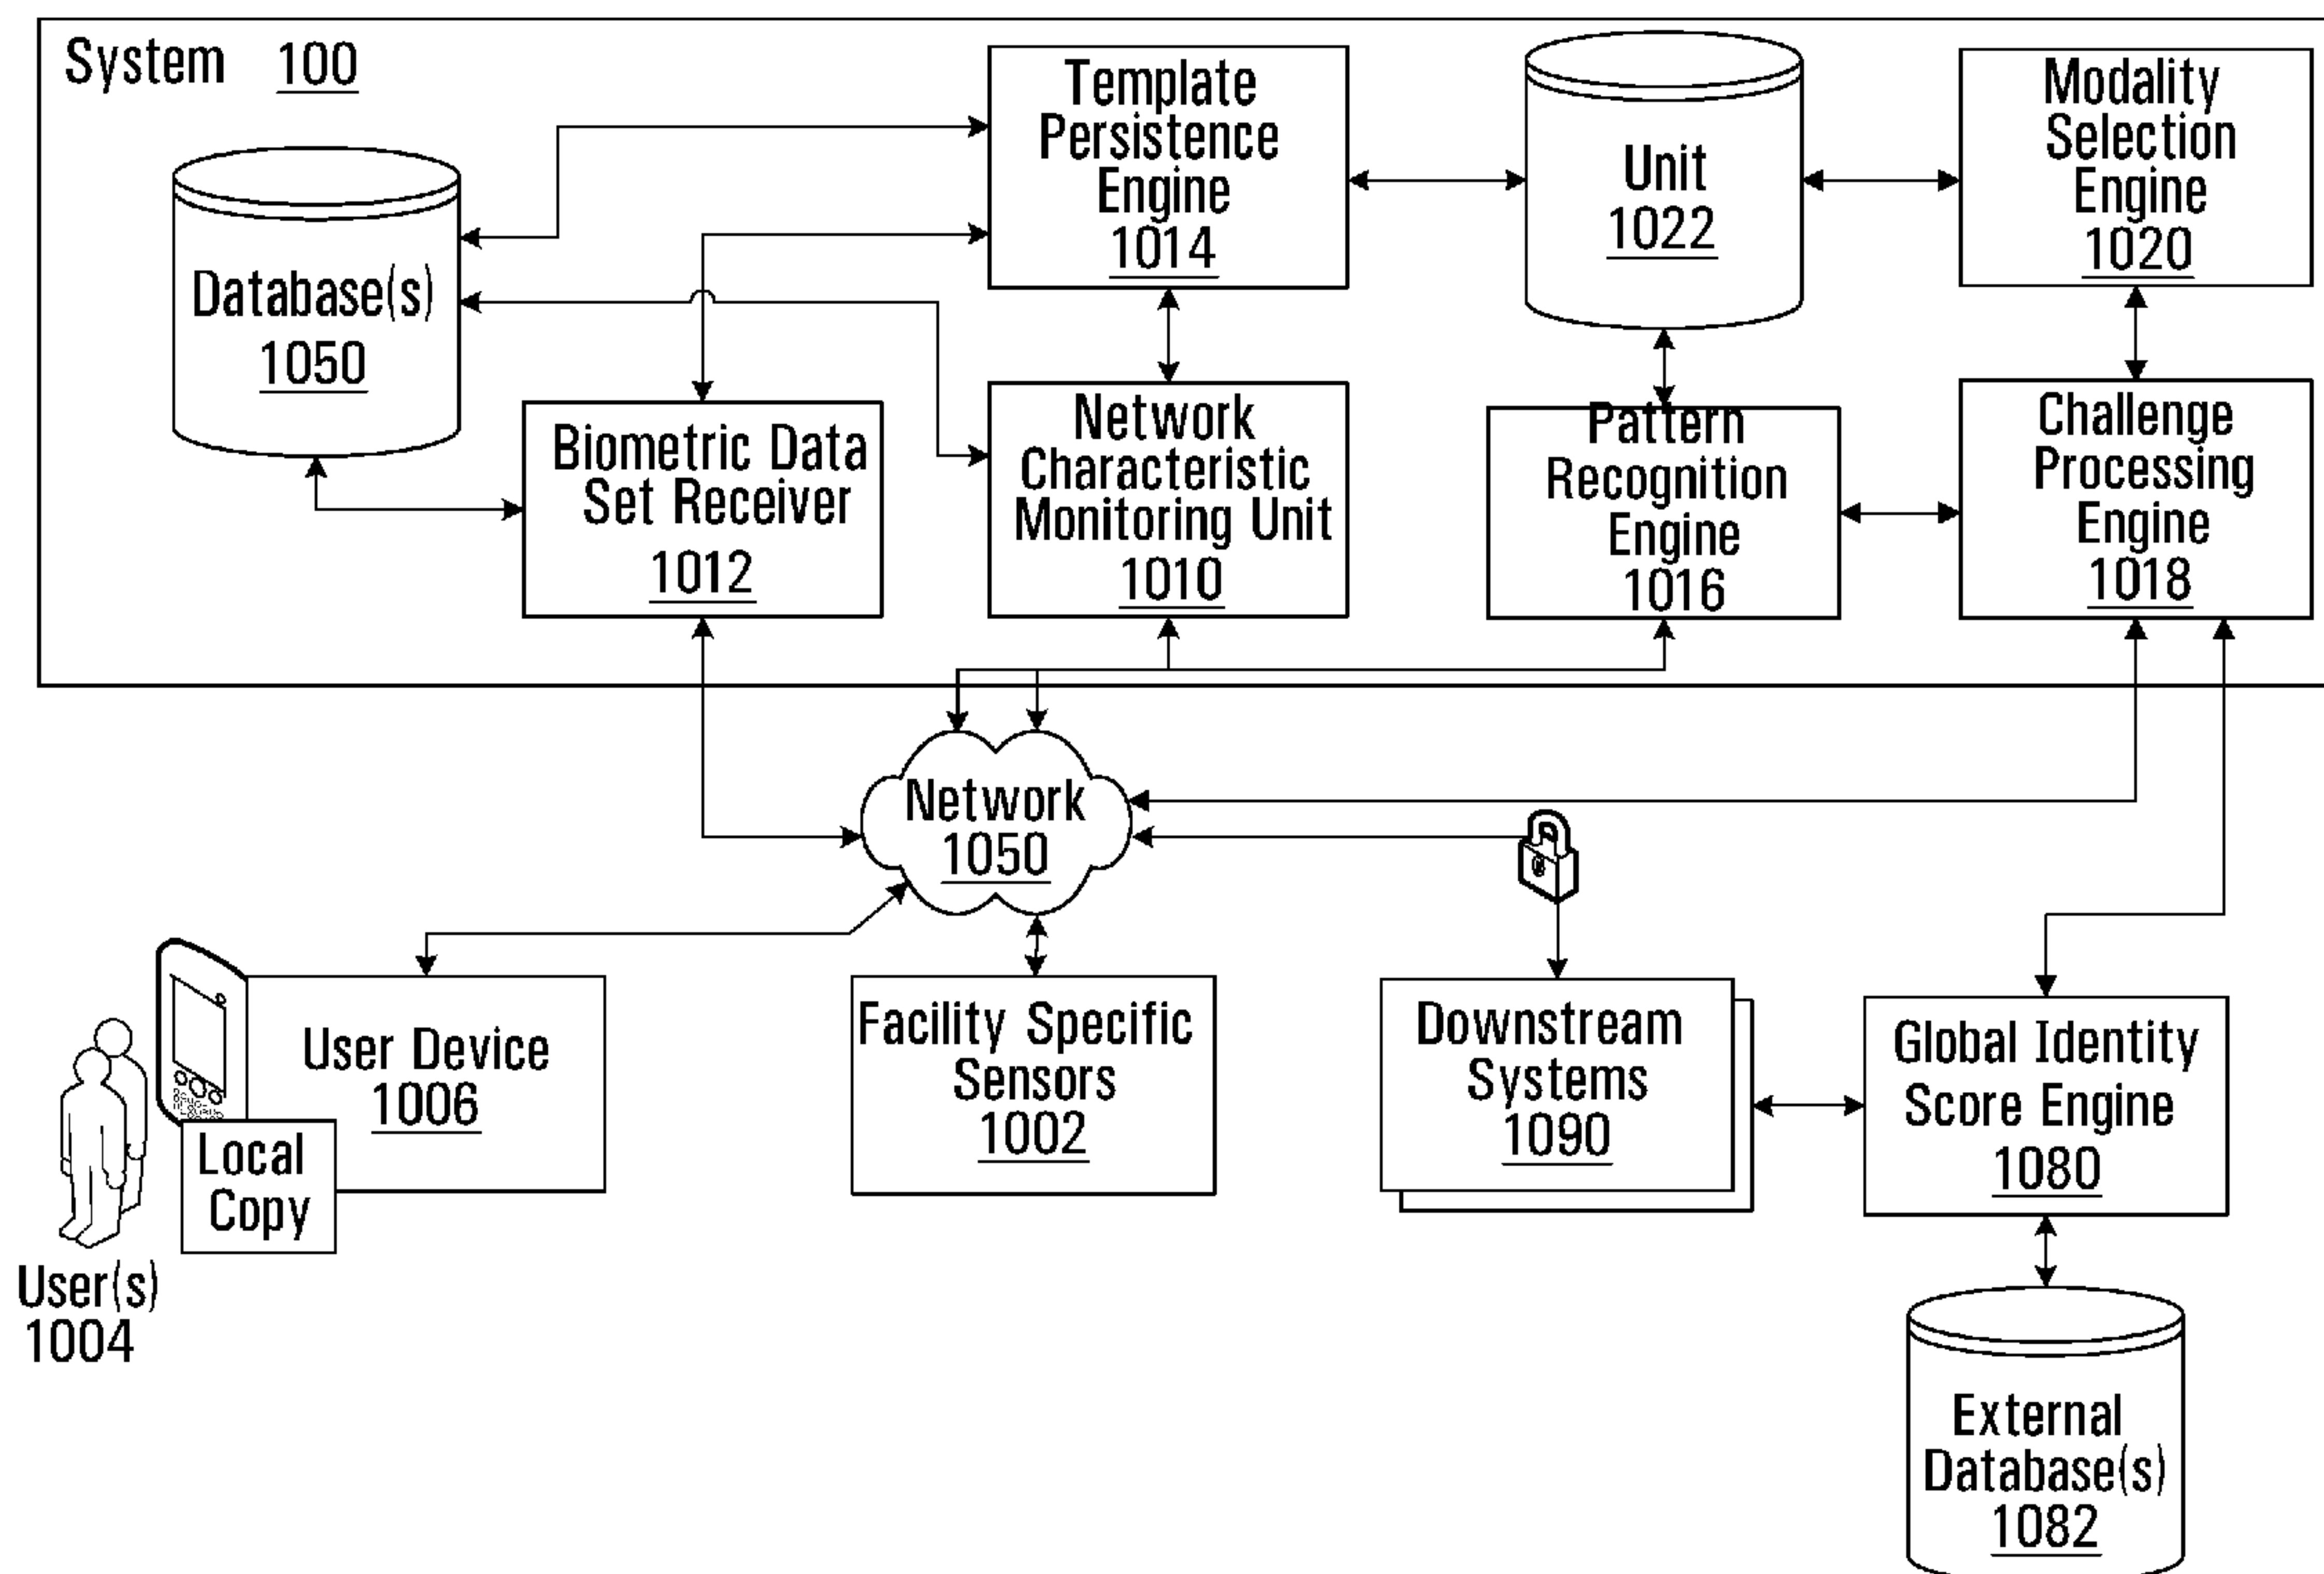 System 100
Template
Persistence
Engine
1014
Unit
1022
Modality
Selection
Engine
1020
Database(s)
1050
Biometric Data
Set Receiver
1012
Network
Characteristic
Monitoring Unit
1010
Pattern
Recognition
Engine
1016
Challenge
Processing
Engine
1018
Network
1050
User Device
1006
Local
Copy
User(s)
1004
Facility Specific
Sensors
1002
Downstream
Systems
1090
Global Identity
Score Engine
1080
External
Database(s)
1082